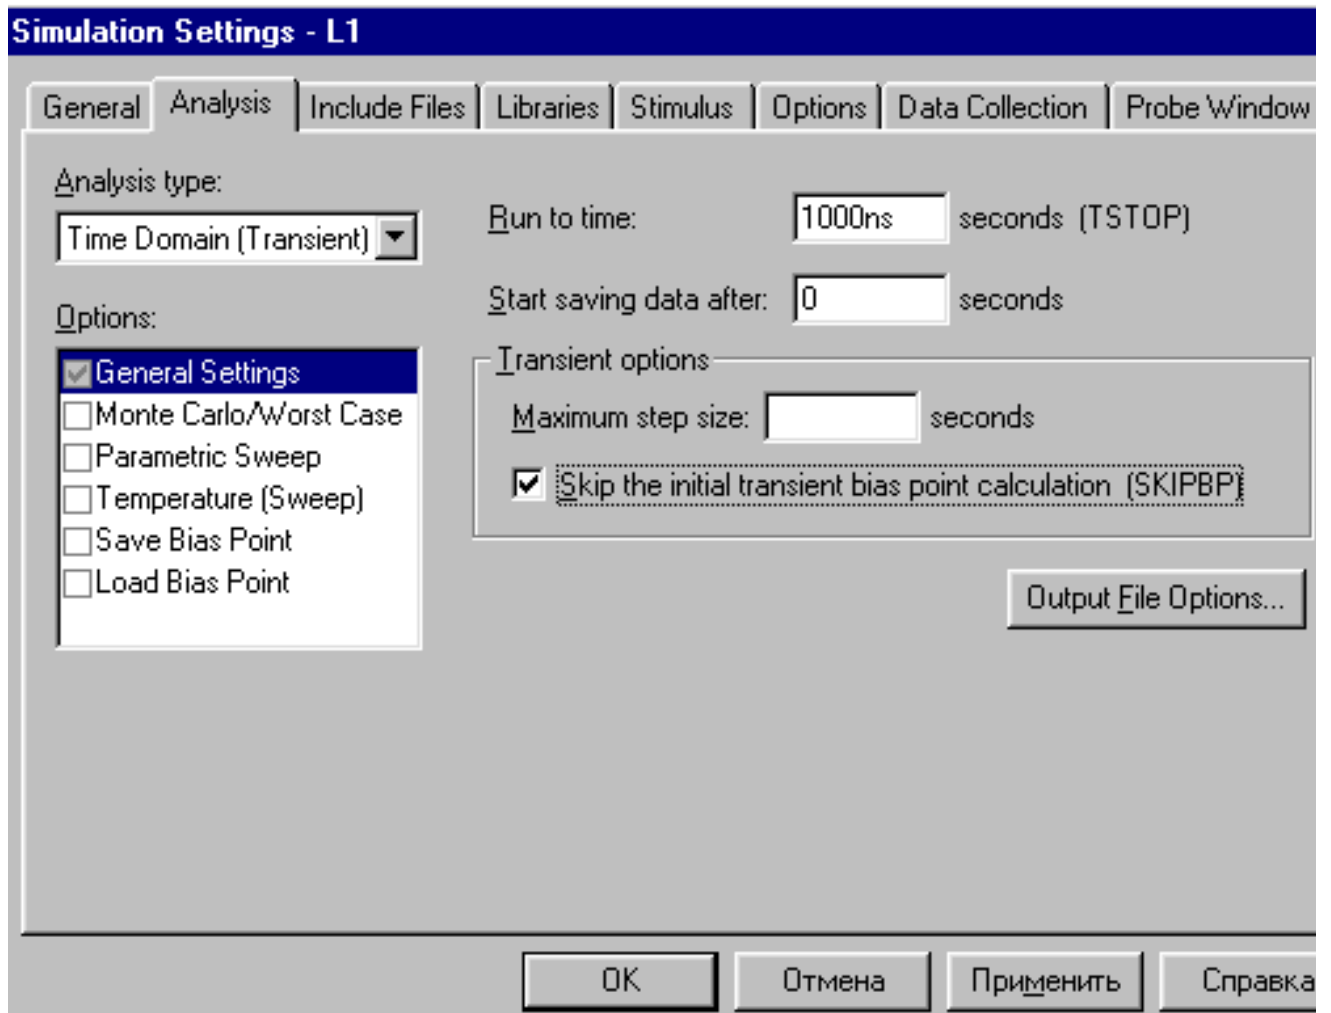 Simulation Settings - L1
General Analysis Include Files Libraries Stimulus Options Data Collection Probe Window
Analysis type:
Time Domain (Transient)
Run to time: 1000ns seconds (TSTOP)
Start saving data after: 0 seconds
Options:
General Settings
Monte Carlo/Worst Case
Parametric Sweep
Temperature (Sweep)
Save Bias Point
Load Bias Point
Transient options
Maximum step size: seconds
Skip the initial transient bias point calculation (SKIPBP)
Output File Options...
OK Отмена Применить Справка